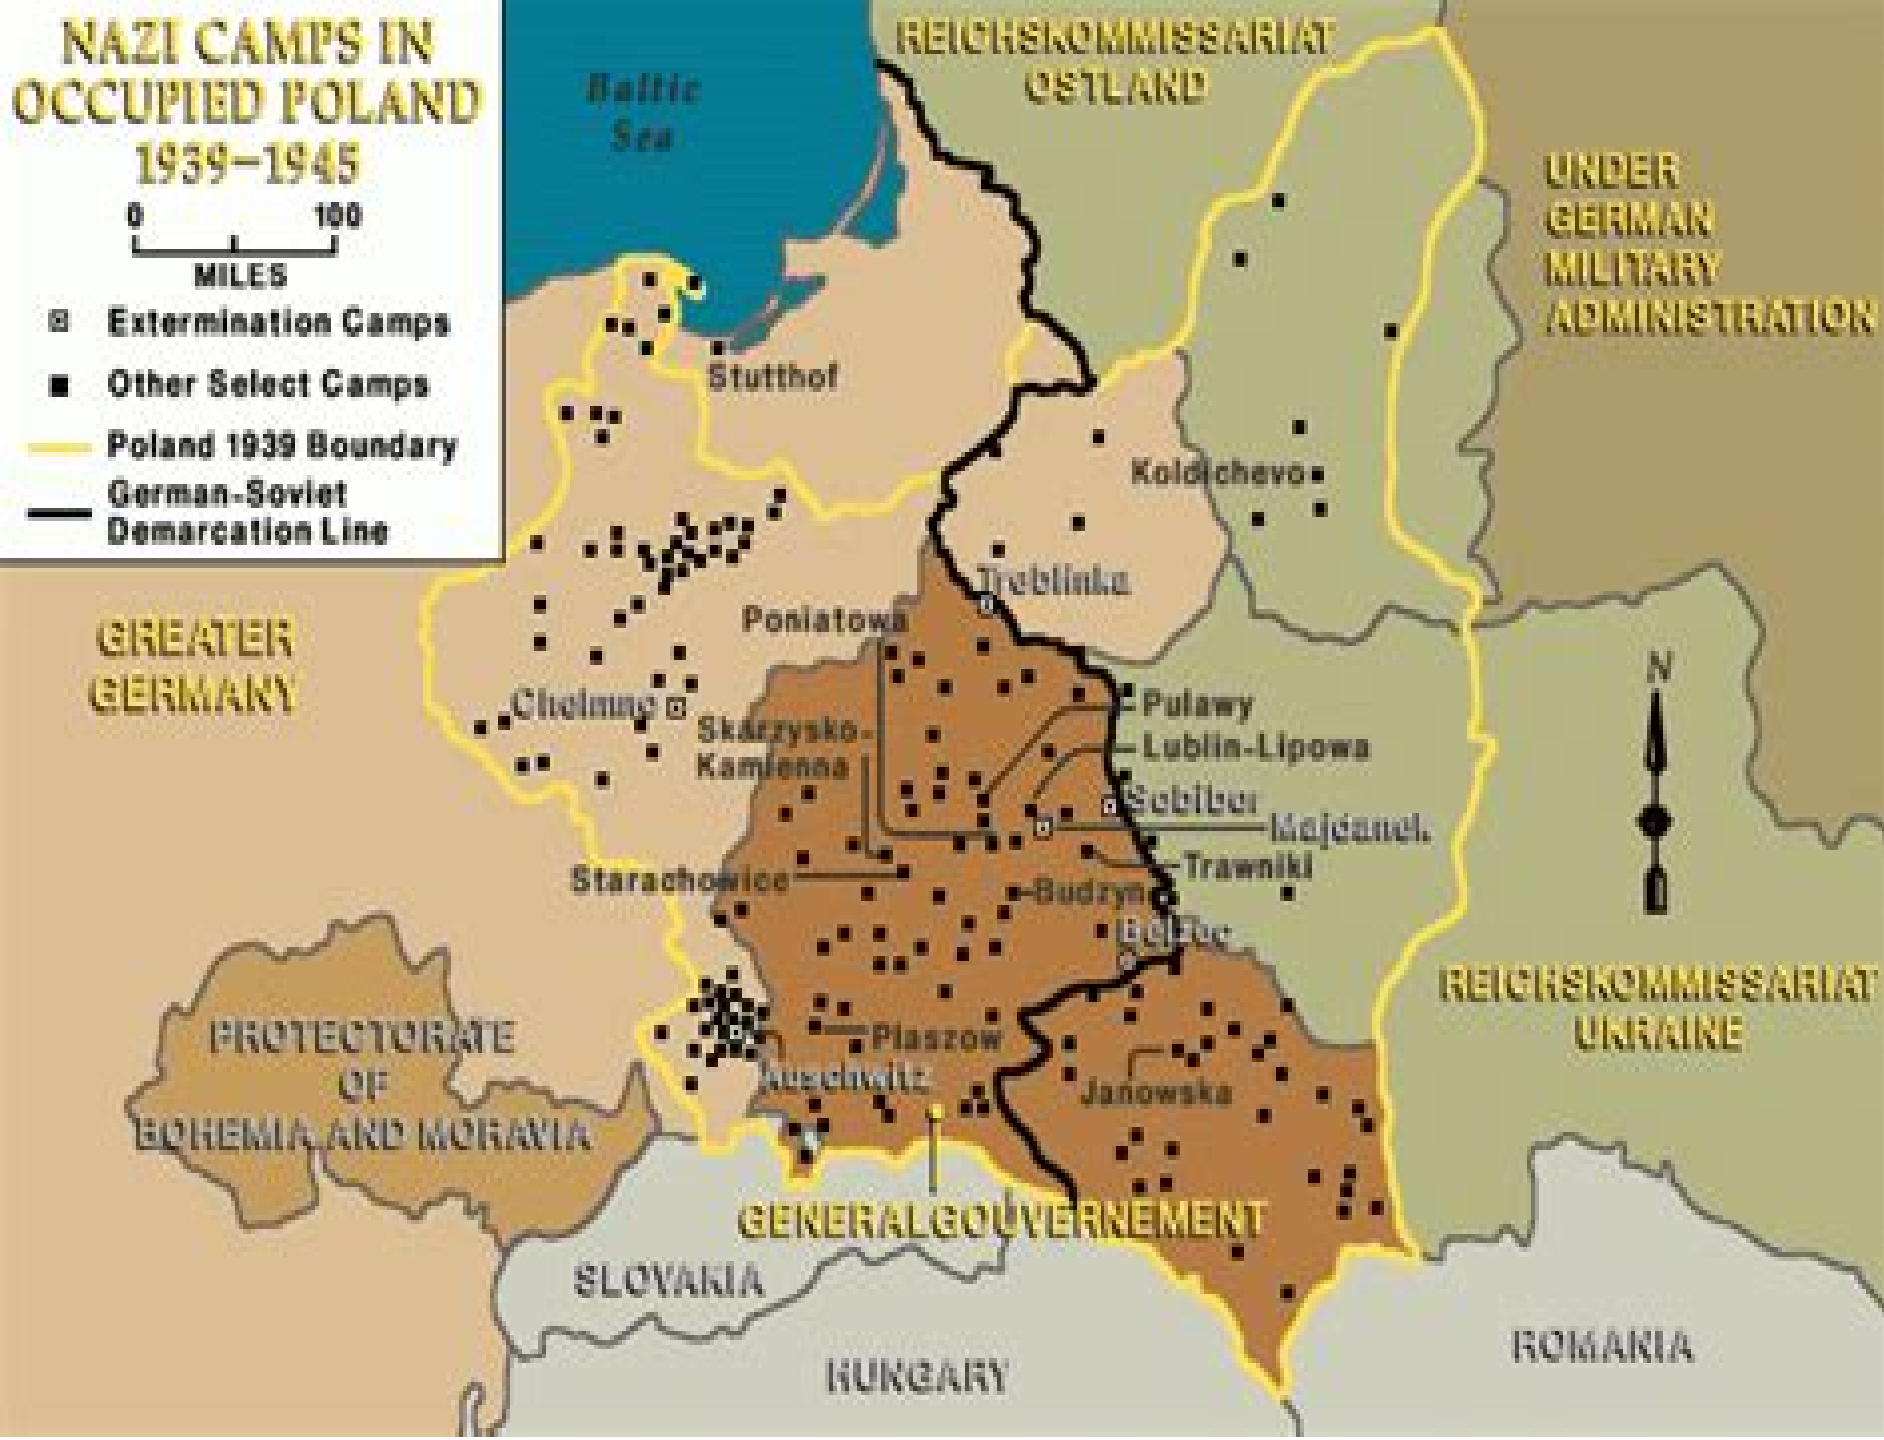 NAZI CAMPS IN
OCCUPIED POLAND
1939-1945
0 100
MILES
Extermination Camps
Other Select Camps
Poland 1939 Boundary
German-Soviet
Demarcation Line
Baltic
Sea
REICHSKOMMISSARIAT
OSTLAND
UNDER
GERMAN
MILITARY
ADMINISTRATION
Stutthof
Koldichevo
Treblinka
Poniatowa
GREATER
GERMANY
N
Chelmno
Pulawy
Skarzysko-
Kamienna
Lublin-Lipowa
Sobibor
Majdanek
Trawniki
Starachowice
Budzyn
Belzec
REICHSKOMMISSARIAT
UKRAINE
PROTECTORATE
OF
BOHEMIA AND MORAVIA
Plaszow
Auschwitz
Janowska
GENERALGOUVERNEMENT
SLOVAKIA
HUNGARY
ROMANIA